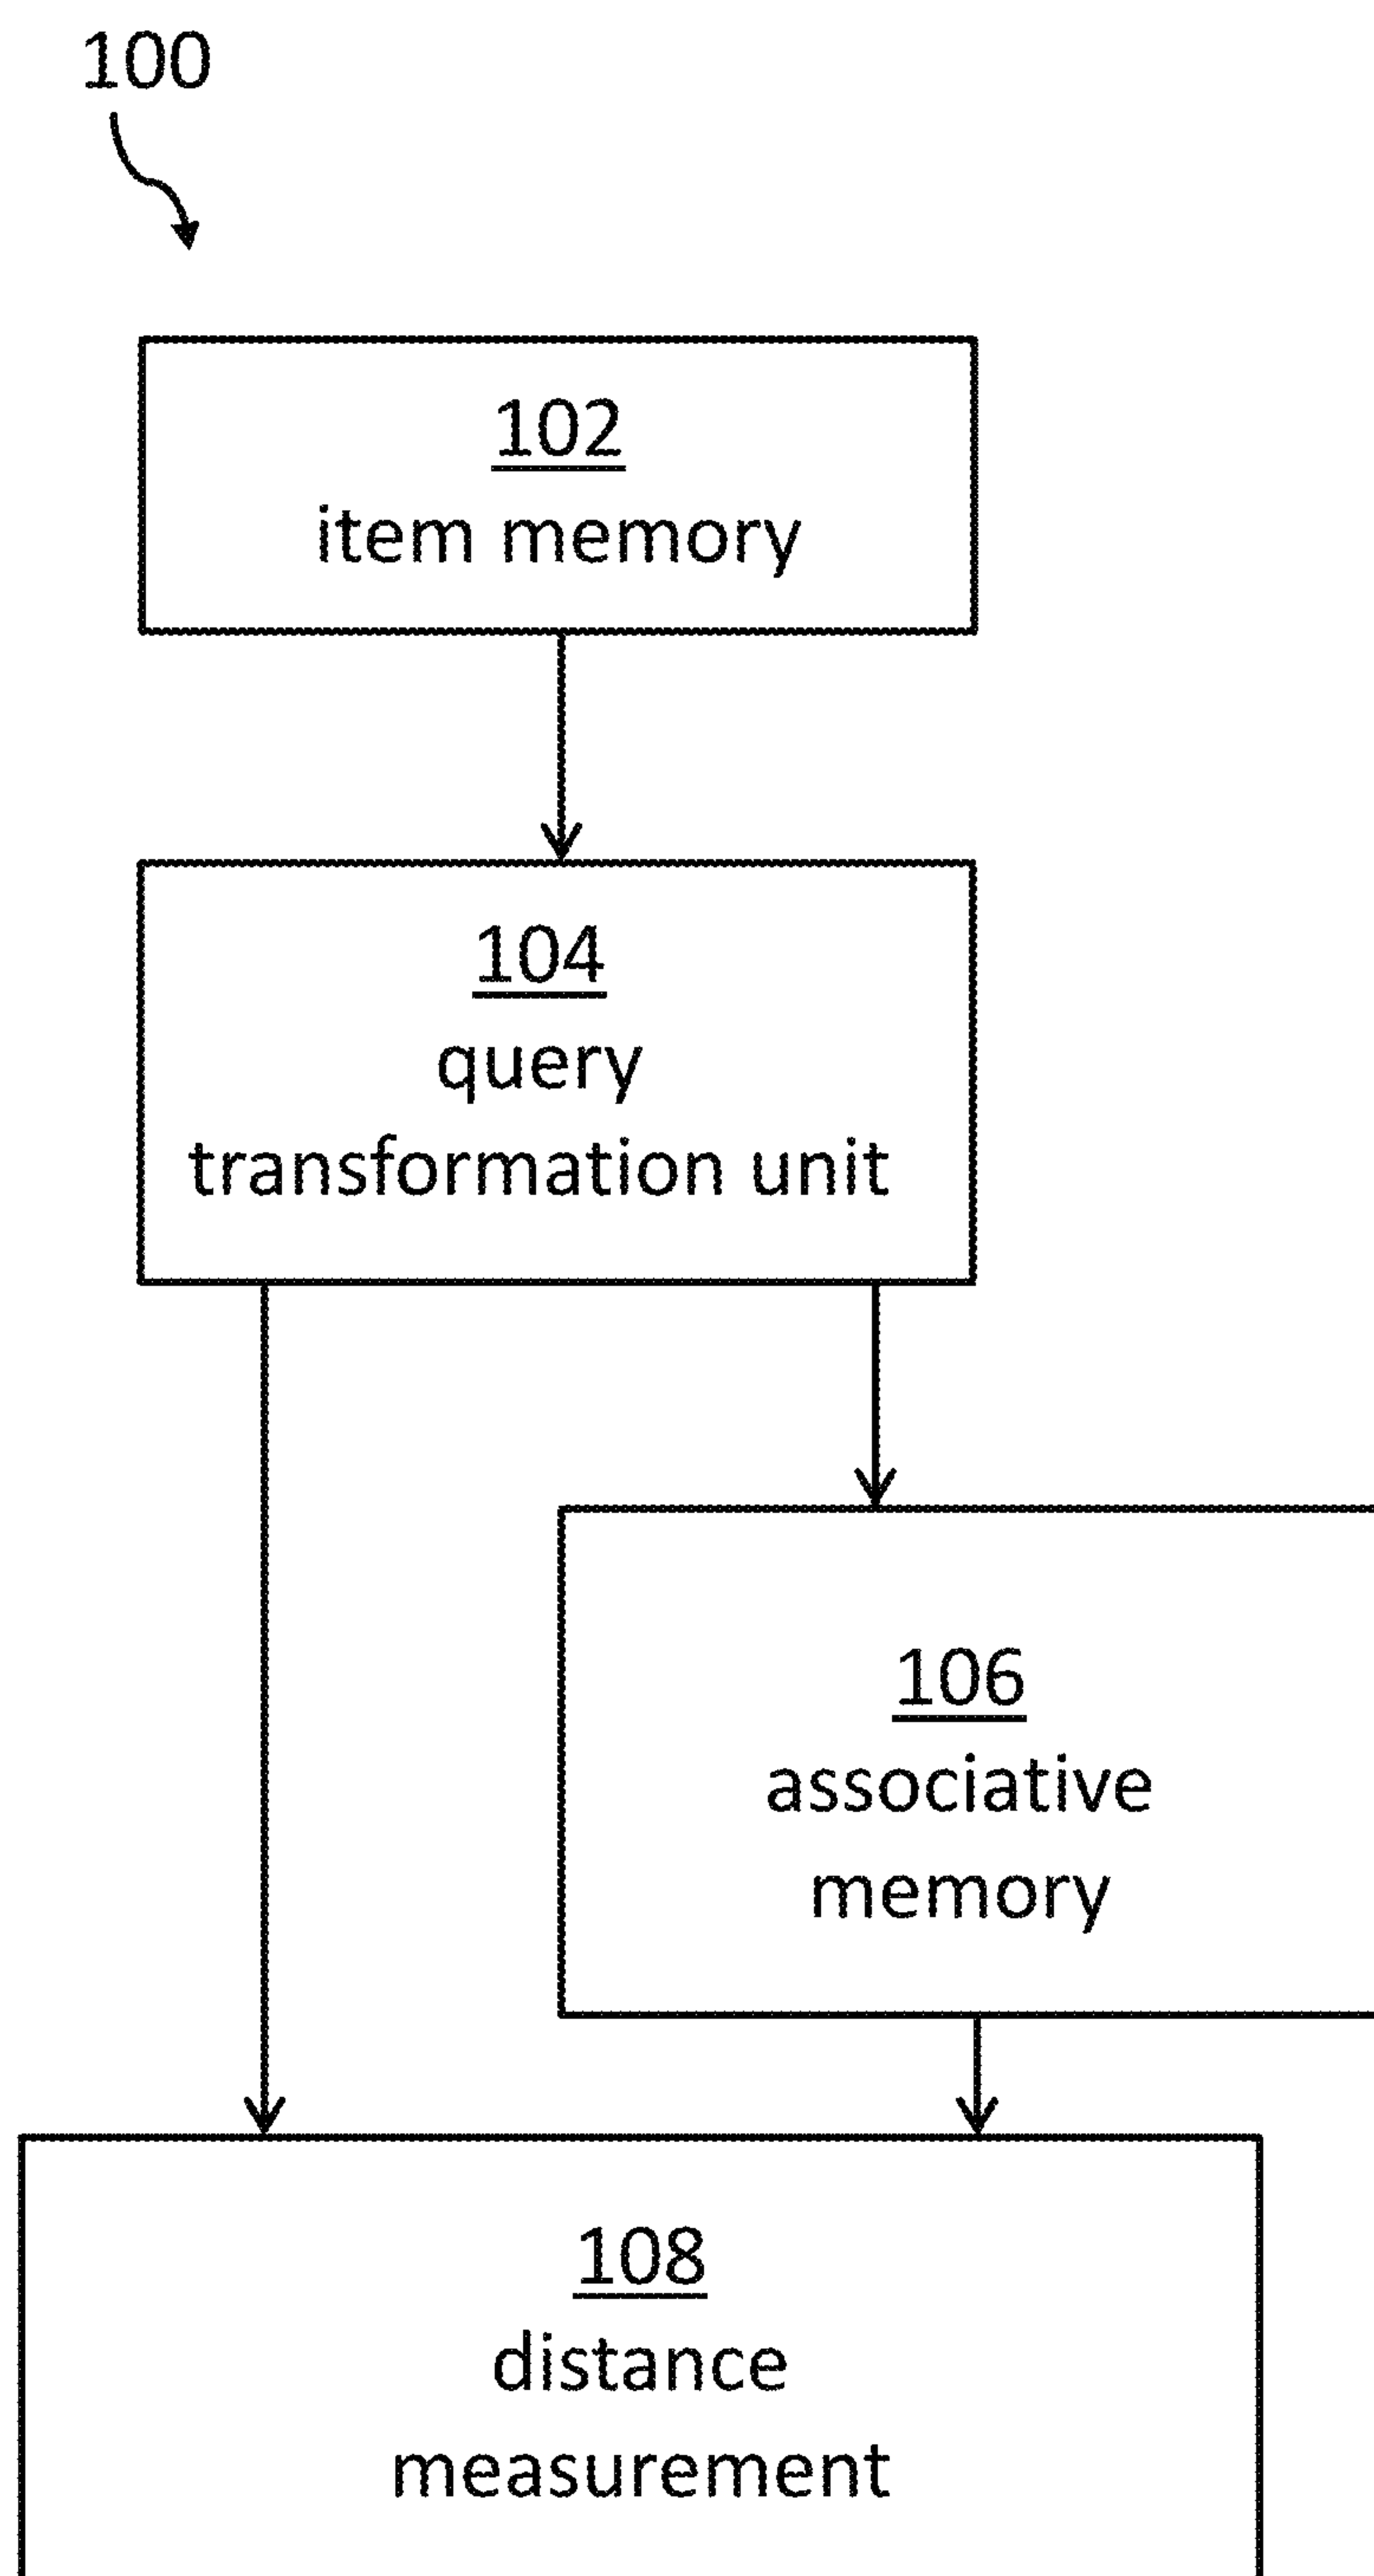 100
102
item memory
104
query
transformation unit
106
associative
memory
108
distance
measurement